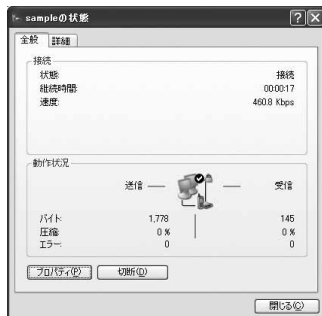 sampleの状態
全般 詳細
接続
状態: 接続
継続時間: 00:00:17
速度: 460.8 Kbps
動作状況
送信 — — 受信
バイト: 1,778 145
圧縮: 0 % 0 %
エラー: 0 0
プロパティ(P) 切断(D)
閉じる(C)